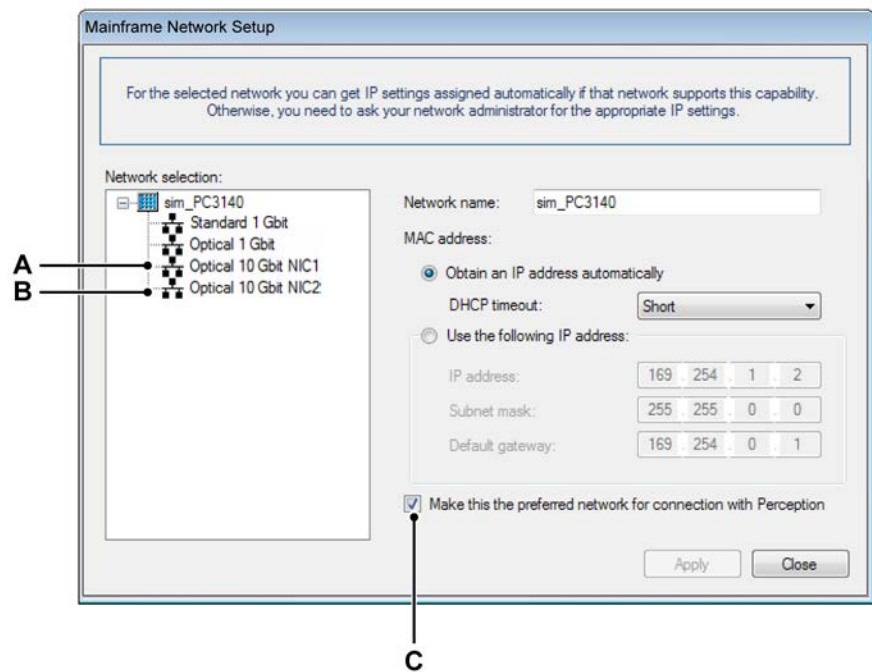 Mainframe Network Setup
For the selected network you can get IP settings assigned automatically if that network supports this capability.
Otherwise, you need to ask your network administrator for the appropriate IP settings.
Network selection:
sim_PC3140
Standard 1 Gbit
Optical 1 Gbit
Optical 10 Gbit NIC1
Optical 10 Gbit NIC2
A
B
Network name: sim_PC3140
MAC address:
Obtain an IP address automatically
DHCP timeout: Short
Use the following IP address:
IP address: 169 . 254 . 1 . 2
Subnet mask: 255 . 255 . 0 . 0
Default gateway: 169 . 254 . 0 . 1
Make this the preferred network for connection with Perception
Apply Close
C